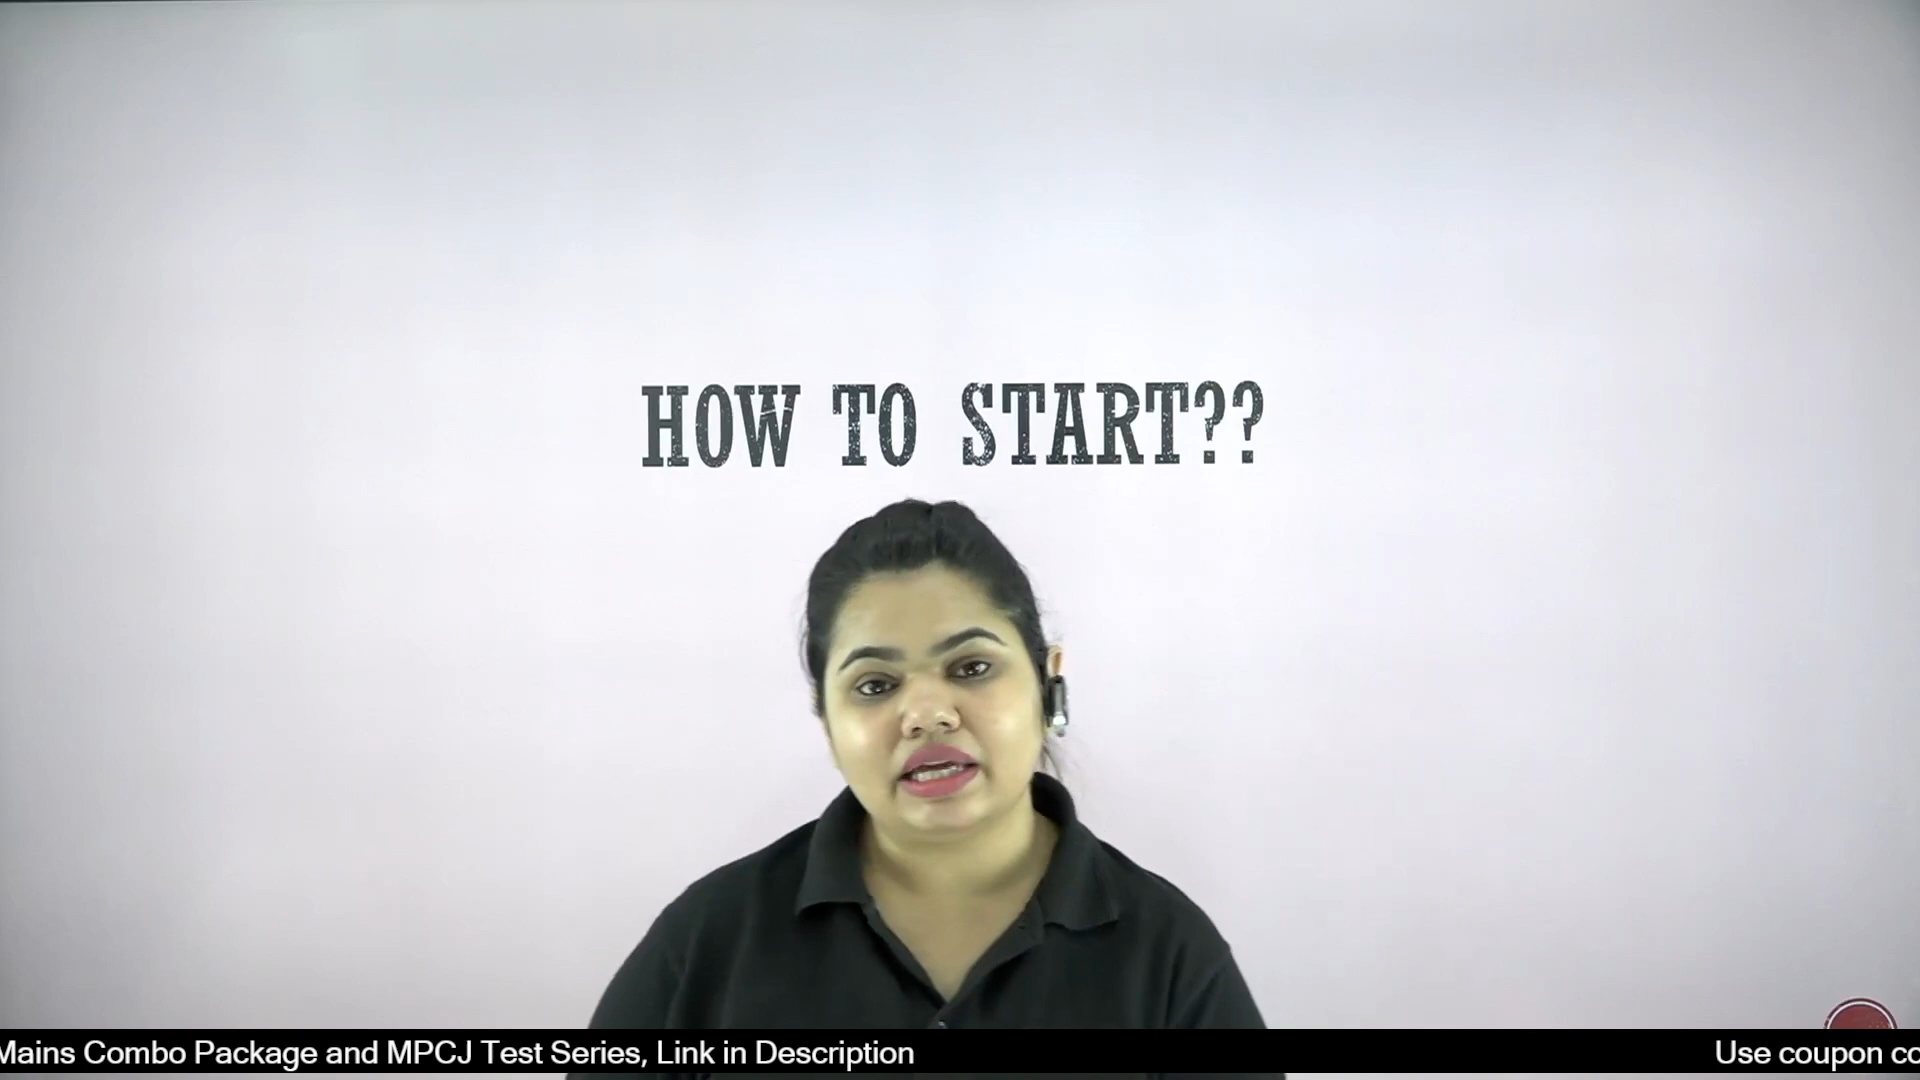 HOW TO START??
Mains Combo Package and MPCJ Test Series, Link in Description
Use coupon